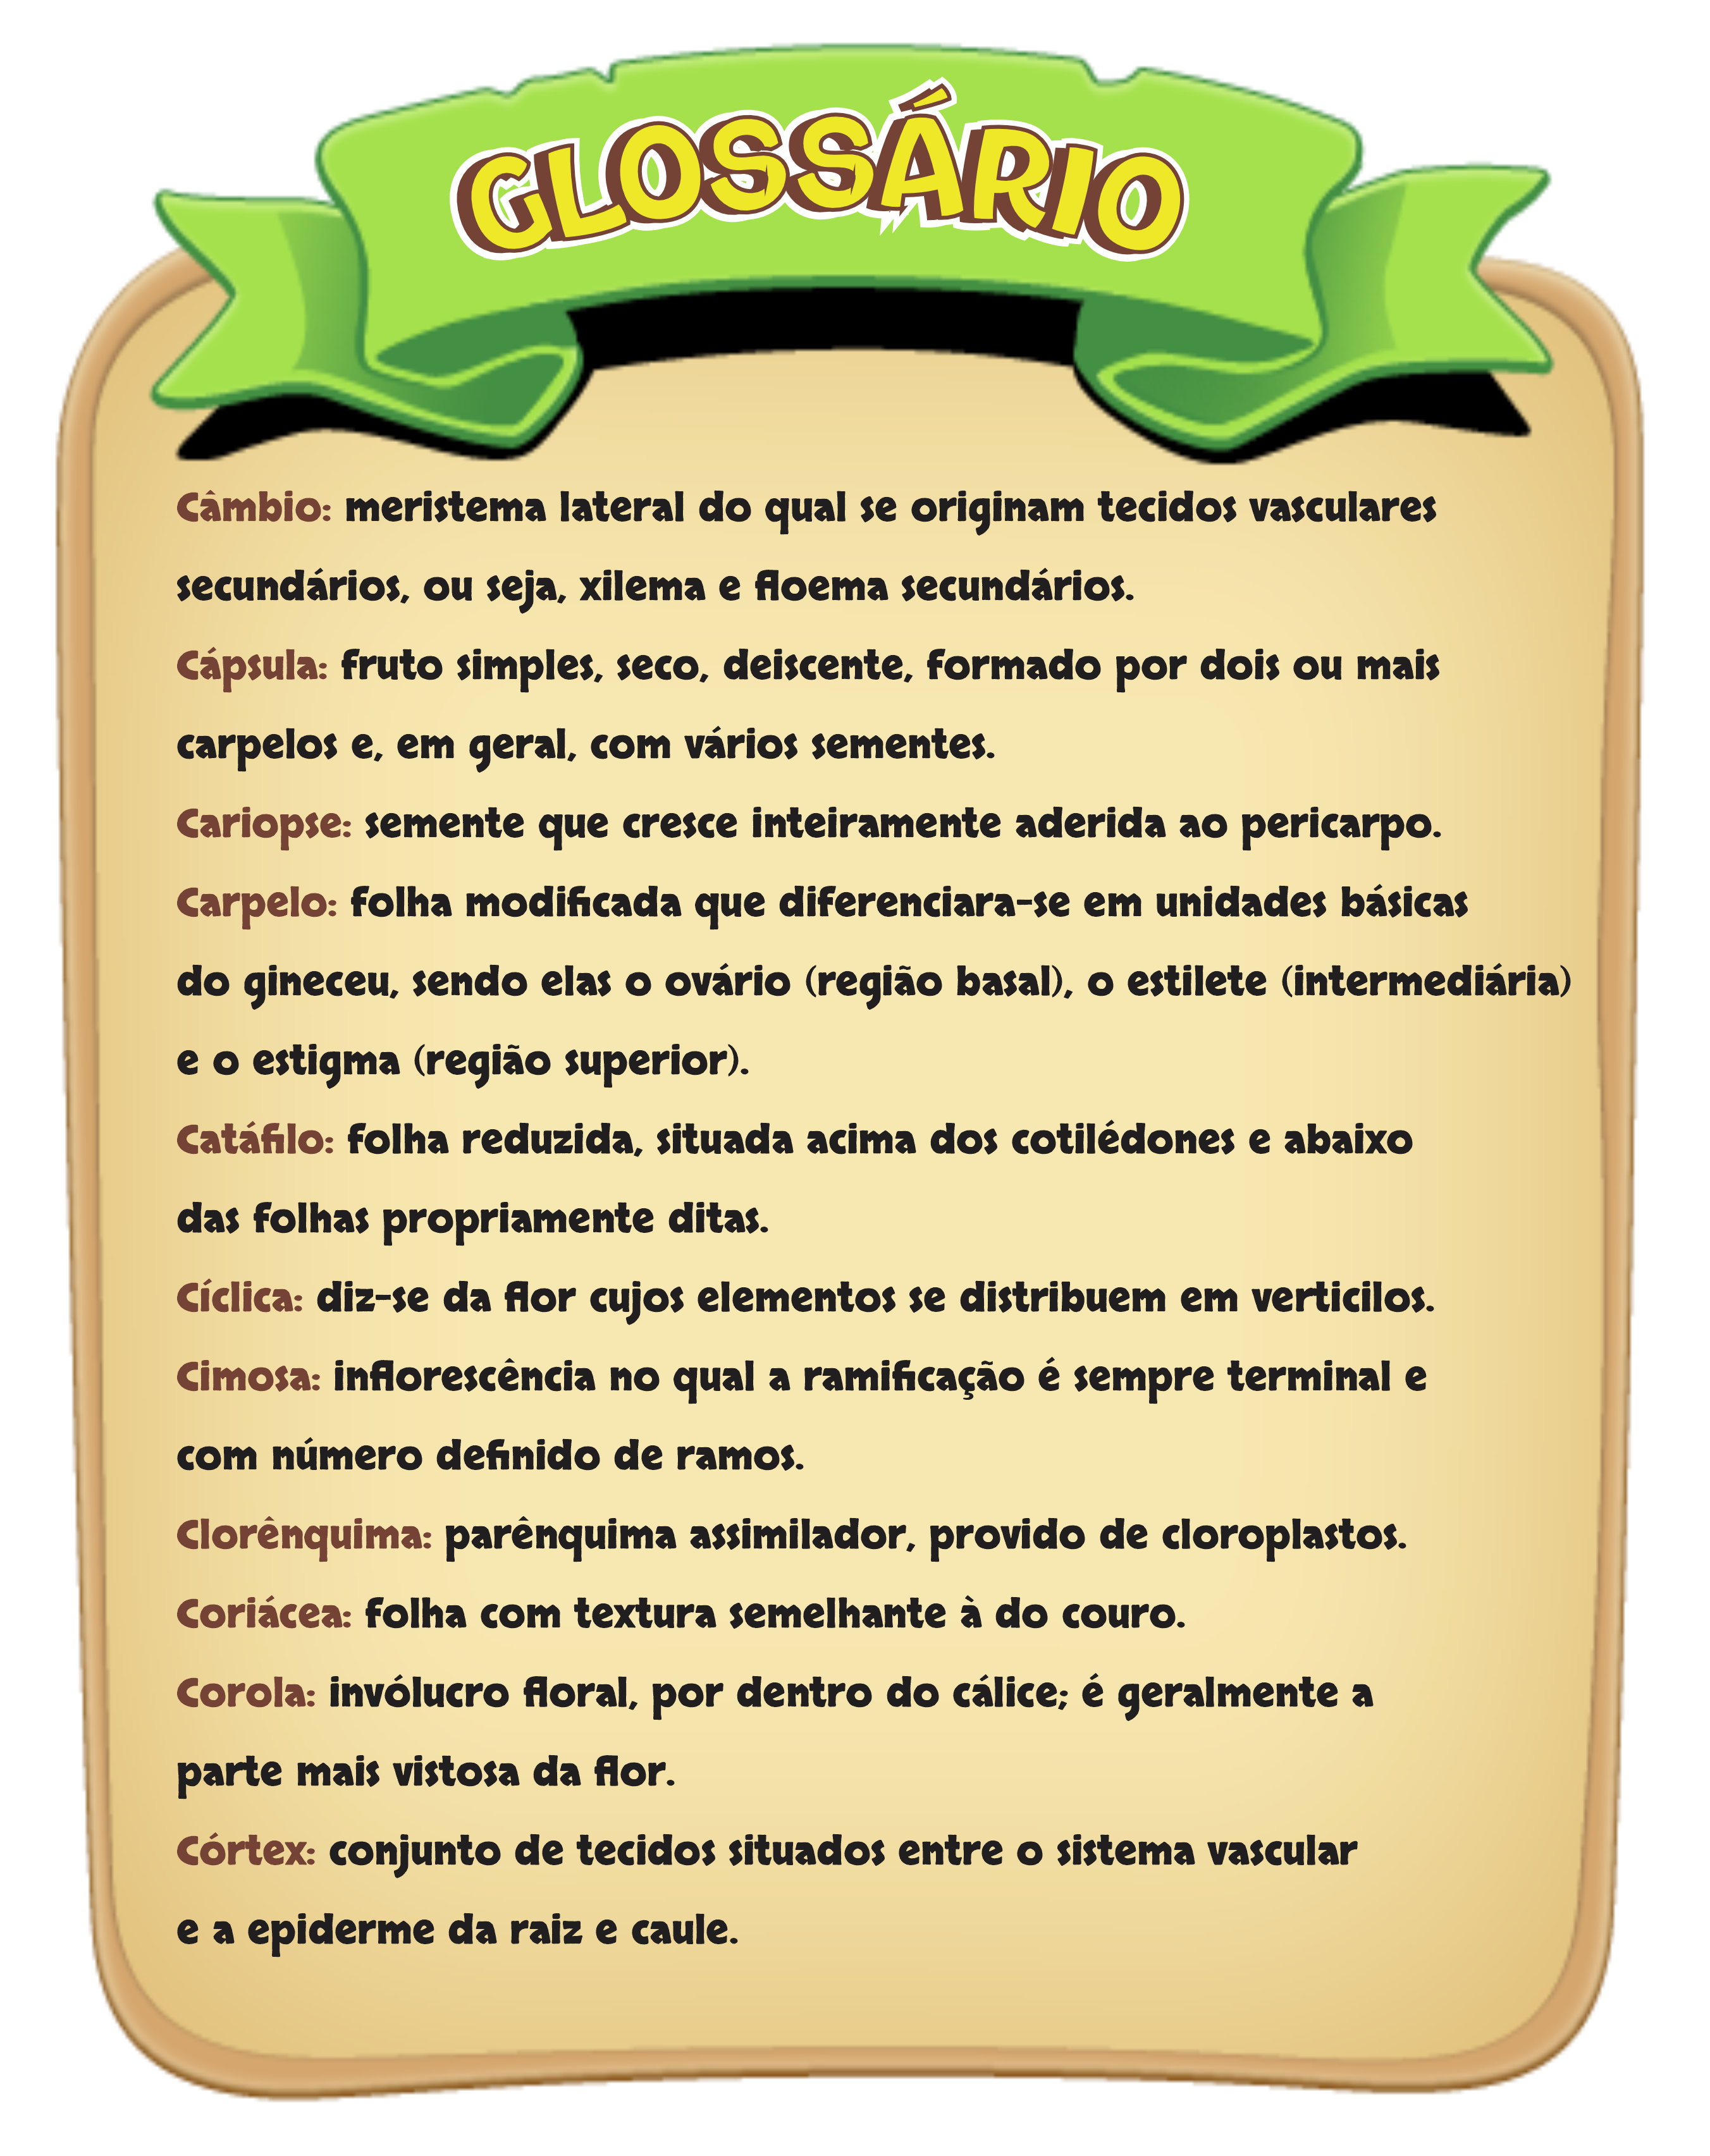 GLOSSÁRIO
Câmbio: meristema lateral do qual se originam tecidos vasculares
secundários, ou seja, xilema e floema secundários.
Cápsula: fruto simples, seco, deiscente, formado por dois ou mais
carpelos e, em geral, com vários sementes.
Cariopse: semente que cresce inteiramente aderida ao pericarpo.
Carpelo: folha modificada que diferenciara-se em unidades básicas
do gineceu, sendo elas o ovário (região basal), o estilete (intermediária)
e o estigma (região superior).
Catáfilo: folha reduzida, situada acima dos cotilédones e abaixo
das folhas propriamente ditas.
Cíclica: diz-se da flor cujos elementos se distribuem em verticilos.
Cimosa: inflorescência no qual a ramificação é sempre terminal e
com número definido de ramos.
Clorênquima: parênquima assimilador, provido de cloroplastos.
Coriácea: folha com textura semelhante à do couro.
Corola: invólucro floral, por dentro do cálice; é geralmente a
parte mais vistosa da flor.
Córtex: conjunto de tecidos situados entre o sistema vascular
e a epiderme da raiz e caule.